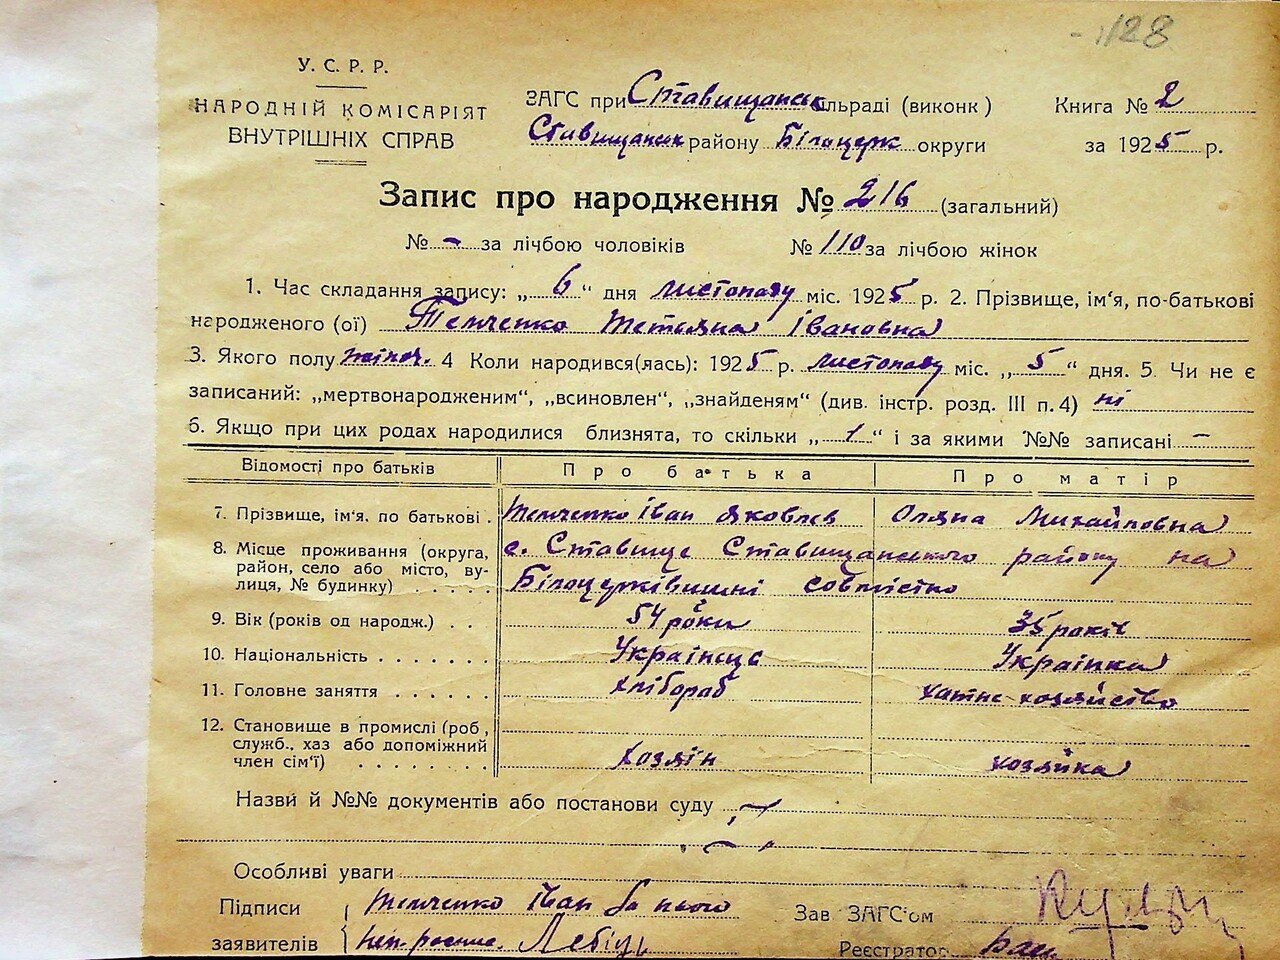 - 1/28
У. С. Р. Р.
НАРОДНІЙ КОМІСАРІЯТ
ВНУТРІШНІХ СПРАВ
ЗАГС при Ставищанськ сільраді (виконк)
Книга № 2
Ставищанськ району Білоцерк округи
за 1925 р.
Запис про народження № 216 (загальний)
№ - за лічбою чоловіків № 110 за лічбою жінок
1. Час складання запису: „ 6 “ дня листопаду міс. 1925 р. 2. Прізвище, ім'я, по-батькові
народженого (ої) Темченко Тетяна Івановна
3. Якого полу жіноч. 4 Коли народився(лась): 1925 р. листопаду міс. „ 5 “ дня. 5. Чи не є
записаний: „мертвонародженим“, „всиновлен“, „знайденям“ (див. інстр. розд. III п. 4) ні
6. Якщо при цих родах народилися близнята, то скільки „ 1 “ і за якими №№ записані -
Відомості про батьків Про батька Про матір
7. Прізвище, ім'я, по батькові . Темченко Іван Яковлев Оляна Михайловна
8. Місце проживання (округа, район, село або місто, вулиця, № будинку) . . . . . с. Ставище Ставищанського району на
Білоцерківщині совмістно
9. Вік (років од народж.) . . 54 роки 35 років
10. Національність . . . . . . . Українець Українка
11. Головне заняття . . . . . . хлібороб хатне хозяйство
12. Становище в промислі (роб,
служб., хаз або допоміжний
член сім'ї) . . . . . . . . Хозяїн хозяйка
Назви й №№ документів або постанови суду
Особливі уваги
Підписи Темченко Іван за нього
Зав ЗАГС'ом
заявителів неп. росписс. Лебідь
Реєстратор